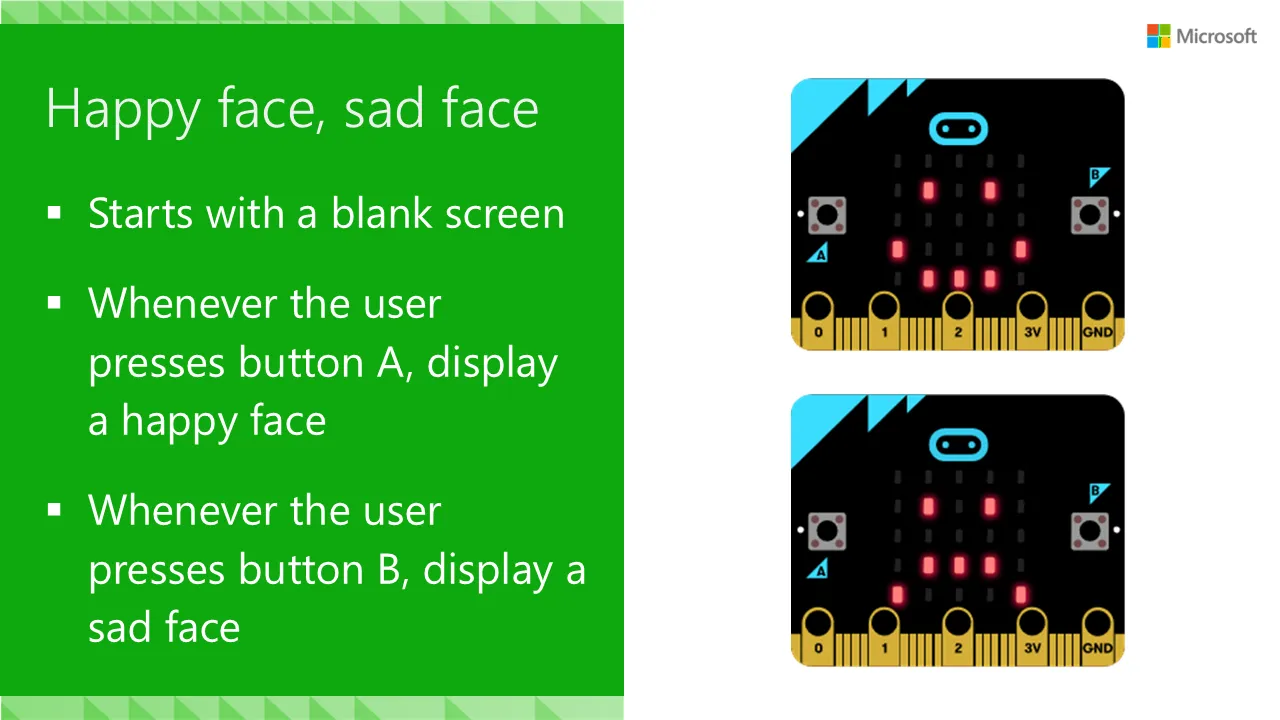 Microsoft
Happy face, sad face
▪ Starts with a blank screen
▪ Whenever the user
presses button A, display
a happy face
▪ Whenever the user
presses button B, display a
sad face
B
A
0 1 2 3V GND
B
A
0 1 2 3V GND